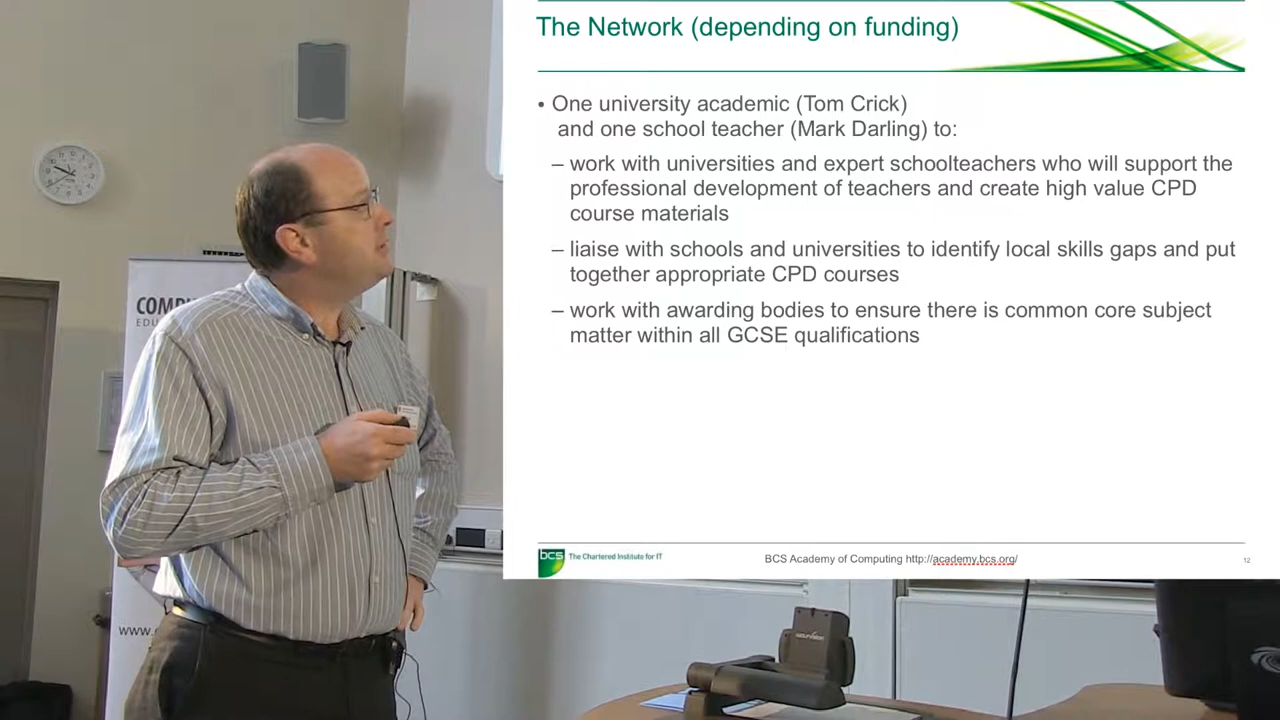 The Network (depending on funding)
• One university academic (Tom Crick)
and one school teacher (Mark Darling) to:
– work with universities and expert schoolteachers who will support the
professional development of teachers and create high value CPD
course materials
– liaise with schools and universities to identify local skills gaps and put
together appropriate CPD courses
– work with awarding bodies to ensure there is common core subject
matter within all GCSE qualifications
bcs The Chartered Institute for IT
BCS Academy of Computing http://academy.bcs.org/
12